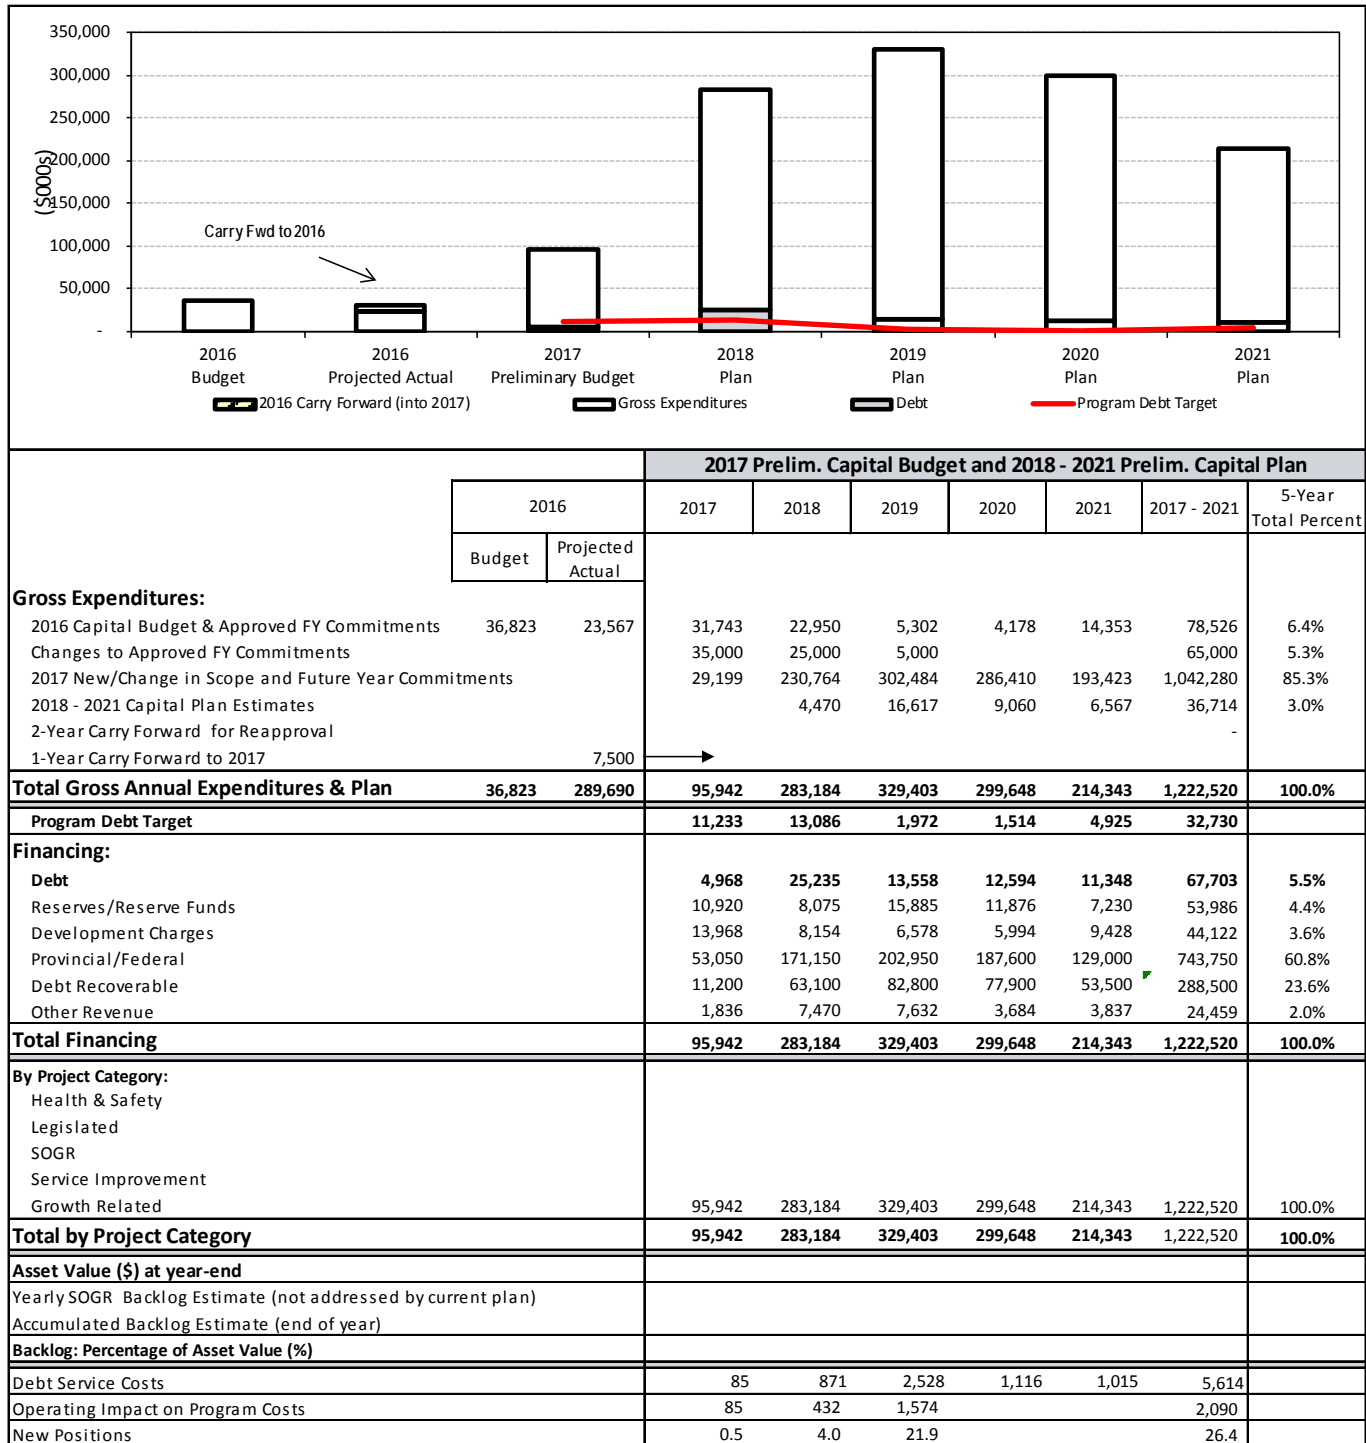 350,000
300,000
250,000
200,000
150,000
100,000
50,000
-
($000s)
Carry Fwd to 2016
2016 2016 2017 2018 2019 2020 2021
Budget Projected Actual Preliminary Budget Plan Plan Plan Plan
2016 Carry Forward (into 2017) Gross Expenditures Debt Program Debt Target
2017 Prelim. Capital Budget and 2018 - 2021 Prelim. Capital Plan
2016 2017 2018 2019 2020 2021 2017 - 2021 5-Year Total Percent
Budget Projected Actual
Gross Expenditures:
2016 Capital Budget & Approved FY Commitments 36,823 23,567 31,743 22,950 5,302 4,178 14,353 78,526 6.4%
Changes to Approved FY Commitments 35,000 25,000 5,000 65,000 5.3%
2017 New/Change in Scope and Future Year Commitments 29,199 230,764 302,484 286,410 193,423 1,042,280 85.3%
2018 - 2021 Capital Plan Estimates 4,470 16,617 9,060 6,567 36,714 3.0%
2-Year Carry Forward for Reapproval -
1-Year Carry Forward to 2017 7,500
Total Gross Annual Expenditures & Plan 36,823 289,690 95,942 283,184 329,403 299,648 214,343 1,222,520 100.0%
Program Debt Target 11,233 13,086 1,972 1,514 4,925 32,730
Financing:
Debt 4,968 25,235 13,558 12,594 11,348 67,703 5.5%
Reserves/Reserve Funds 10,920 8,075 15,885 11,876 7,230 53,986 4.4%
Development Charges 13,968 8,154 6,578 5,994 9,428 44,122 3.6%
Provincial/Federal 53,050 171,150 202,950 187,600 129,000 743,750 60.8%
Debt Recoverable 11,200 63,100 82,800 77,900 53,500 288,500 23.6%
Other Revenue 1,836 7,470 7,632 3,684 3,837 24,459 2.0%
Total Financing 95,942 283,184 329,403 299,648 214,343 1,222,520 100.0%
By Project Category:
Health & Safety
Legislated
SOGR
Service Improvement
Growth Related 95,942 283,184 329,403 299,648 214,343 1,222,520 100.0%
Total by Project Category 95,942 283,184 329,403 299,648 214,343 1,222,520 100.0%
Asset Value ($) at year-end
Yearly SOGR Backlog Estimate (not addressed by current plan)
Accumulated Backlog Estimate (end of year)
Backlog: Percentage of Asset Value (%)
Debt Service Costs 85 871 2,528 1,116 1,015 5,614
Operating Impact on Program Costs 85 432 1,574 2,090
New Positions 0.5 4.0 21.9 26.4